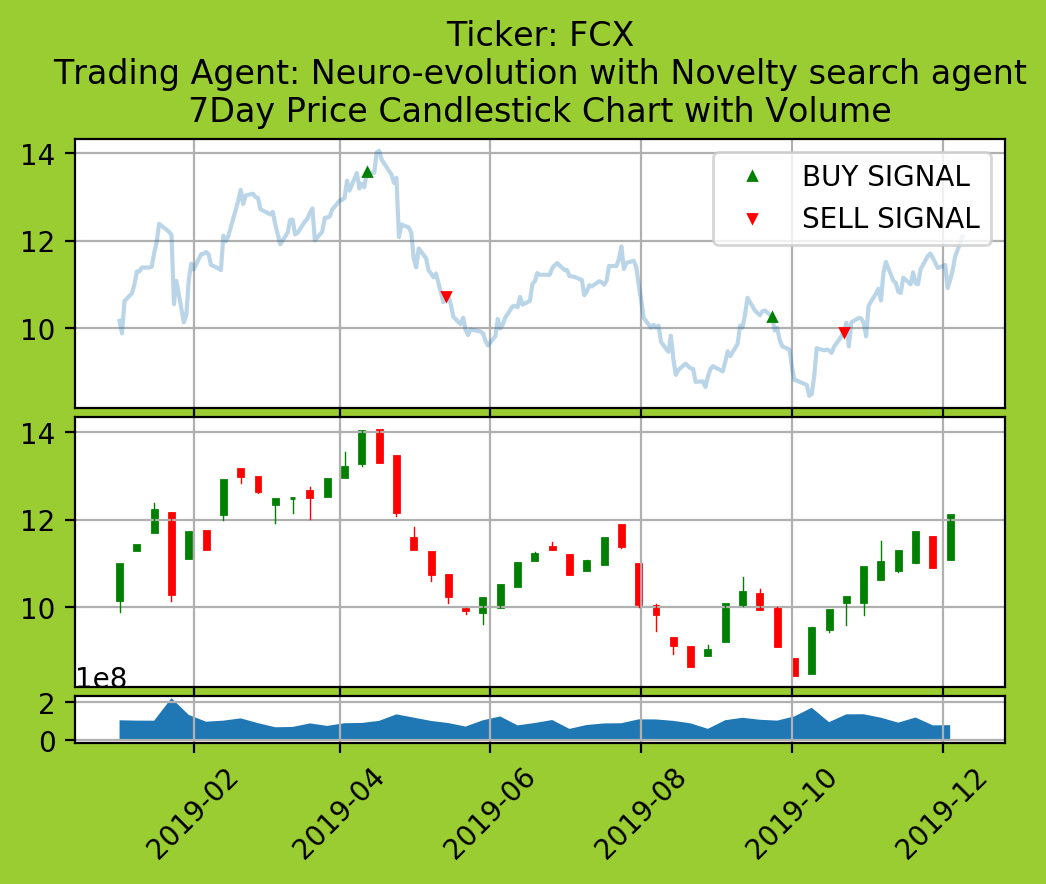 Ticker: FCX
Trading Agent: Neuro-evolution with Novelty search agent
7Day Price Candlestick Chart with Volume
14
12
10
BUY SIGNAL
SELL SIGNAL
14
12
10
1e8
2
0
2019-02
2019-04
2019-06
2019-08
2019-10
2019-12